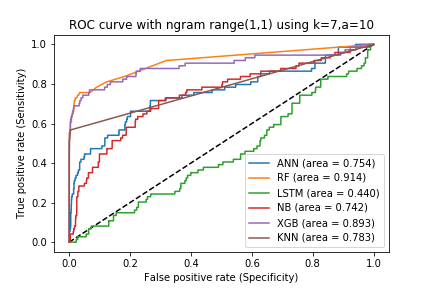 ROC curve with ngram range(1,1) using k=7,a=10
True positive rate (Sensitivity)
1.0
0.8
0.6
0.4
0.2
0.0
ANN (area = 0.754)
RF (area = 0.914)
LSTM (area = 0.440)
NB (area = 0.742)
XGB (area = 0.893)
KNN (area = 0.783)
0.0 0.2 0.4 0.6 0.8 1.0
False positive rate (Specificity)